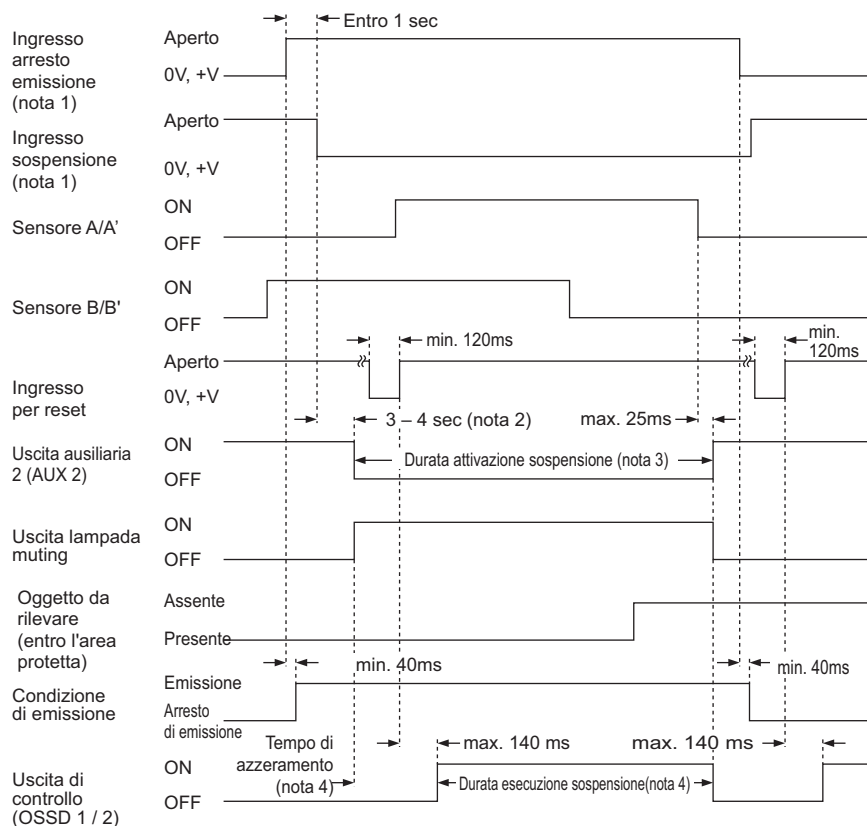 Entro 1 sec
Ingresso
arresto
emissione
(nota 1)
Aperto
0V, +V
Ingresso
sospensione
(nota 1)
Aperto
0V, +V
Sensore A/A'
ON
OFF
Sensore B/B'
ON
OFF
min. 120ms
min.
120ms
Ingresso
per reset
Aperto
0V, +V
3 – 4 sec (nota 2)
max. 25ms
Uscita ausiliaria
2 (AUX 2)
ON
OFF
Durata attivazione sospensione (nota 3)
Uscita lampada
muting
ON
OFF
Oggetto da
rilevare
(entro l'area
protetta)
Assente
Presente
min. 40ms
min. 40ms
Condizione
di emissione
Emissione
Arresto
di emissione
Tempo di
azzeramento
(nota 4)
max. 140 ms
max. 140 ms
Uscita di
controllo
(OSSD 1 / 2)
ON
OFF
Durata esecuzione sospensione(nota 4)